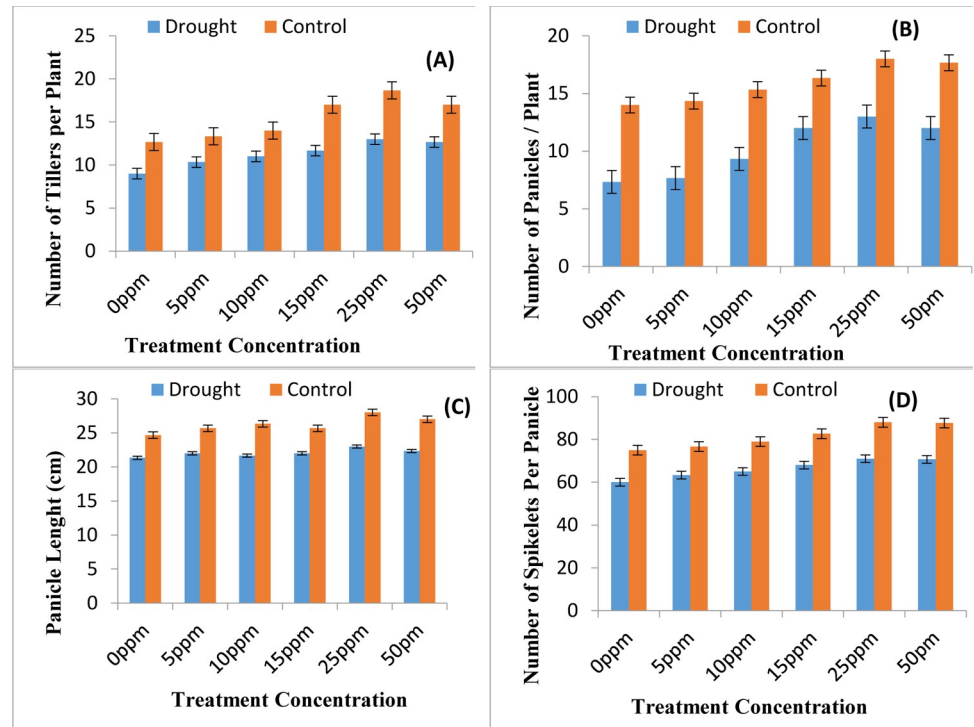 Drought Control
(A)
25
20
15
10
5
0
Number of Tillers per Plant
0ppm 5ppm 10ppm 15ppm 25ppm 50pm
Treatment Concentration
Drought Control
(B)
20
15
10
5
0
Number of Panicles / Plant
0ppm 5ppm 10ppm 15ppm 25ppm 50pm
Treatment Concentration
Drought Control
(C)
30
25
20
15
10
5
0
Panicle Lenght (cm)
0ppm 5ppm 10ppm 15ppm 25ppm 50ppm
Treatment Concentration
Drought Control
(D)
100
80
60
40
20
0
Number of Spikelets Per Panicle
0ppm 5ppm 10ppm 15ppm 25ppm 50ppm
Treatment Concentration